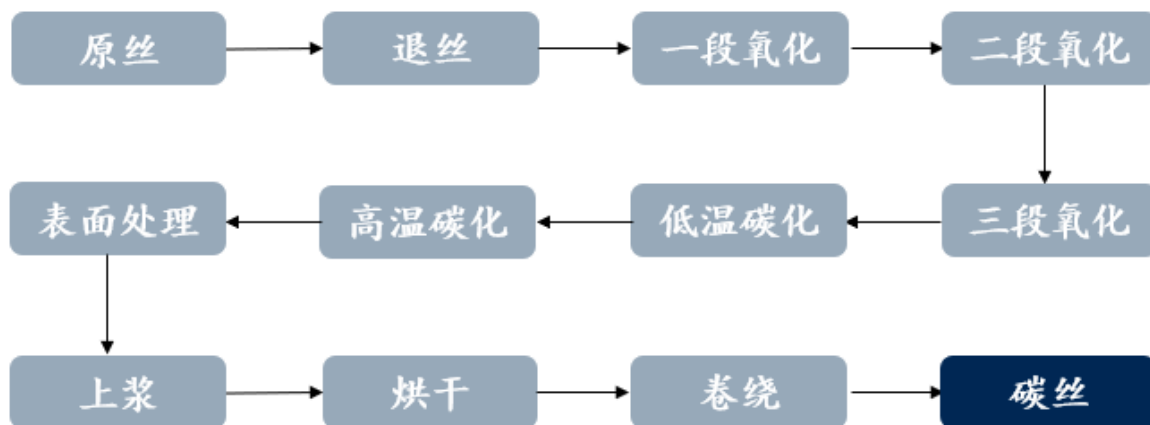 原丝
退丝
一段氧化
二段氧化
三段氧化
低温碳化
高温碳化
表面处理
上浆
烘干
卷绕
碳丝